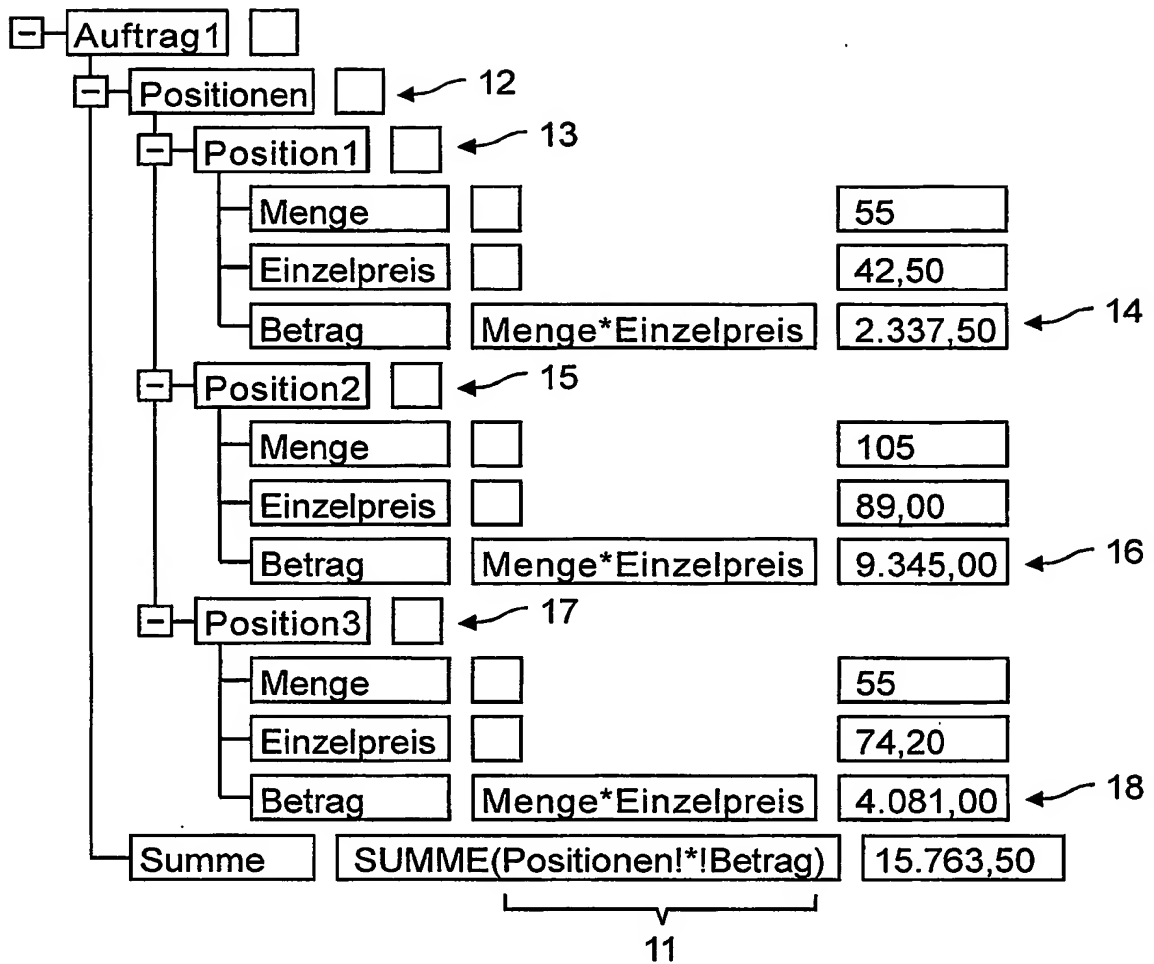 Auftrag1
Positionen 12
Position1 13
Menge 55
Einzelpreis 42,50
Betrag Menge*Einzelpreis 2.337,50 14
Position2 15
Menge 105
Einzelpreis 89,00
Betrag Menge*Einzelpreis 9.345,00 16
Position3 17
Menge 55
Einzelpreis 74,20
Betrag Menge*Einzelpreis 4.081,00 18
Summe SUMME(Positionen!*!Betrag) 15.763,50
11